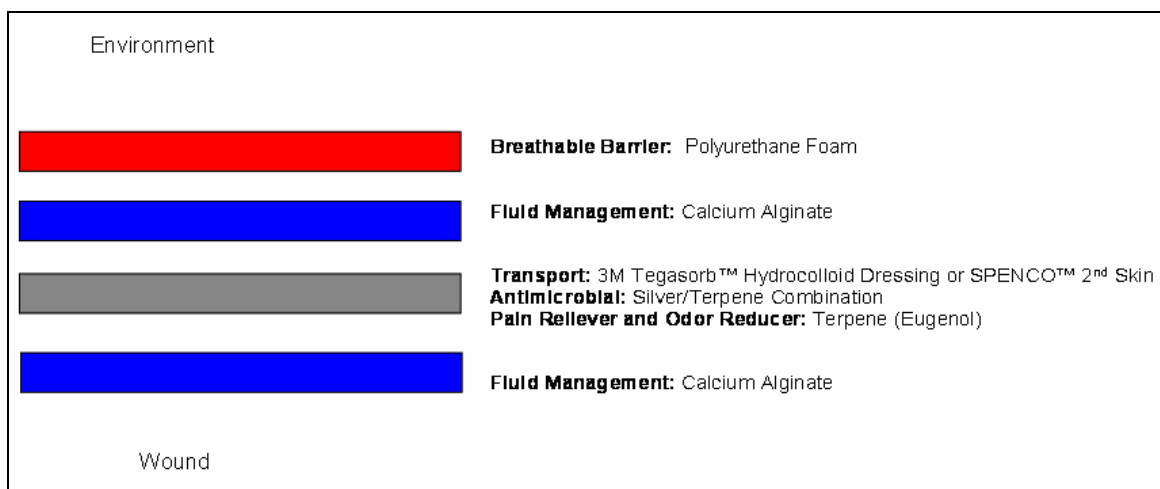 Environment
Breathable Barrier: Polyurethane Foam
Fluid Management: Calcium Alginate
Transport: 3M Tegasorb™ Hydrocolloid Dressing or SPENCO™ 2nd Skin
Antimicrobial: Silver/Terpene Combination
Pain Reliever and Odor Reducer: Terpene (Eugenol)
Fluid Management: Calcium Alginate
Wound